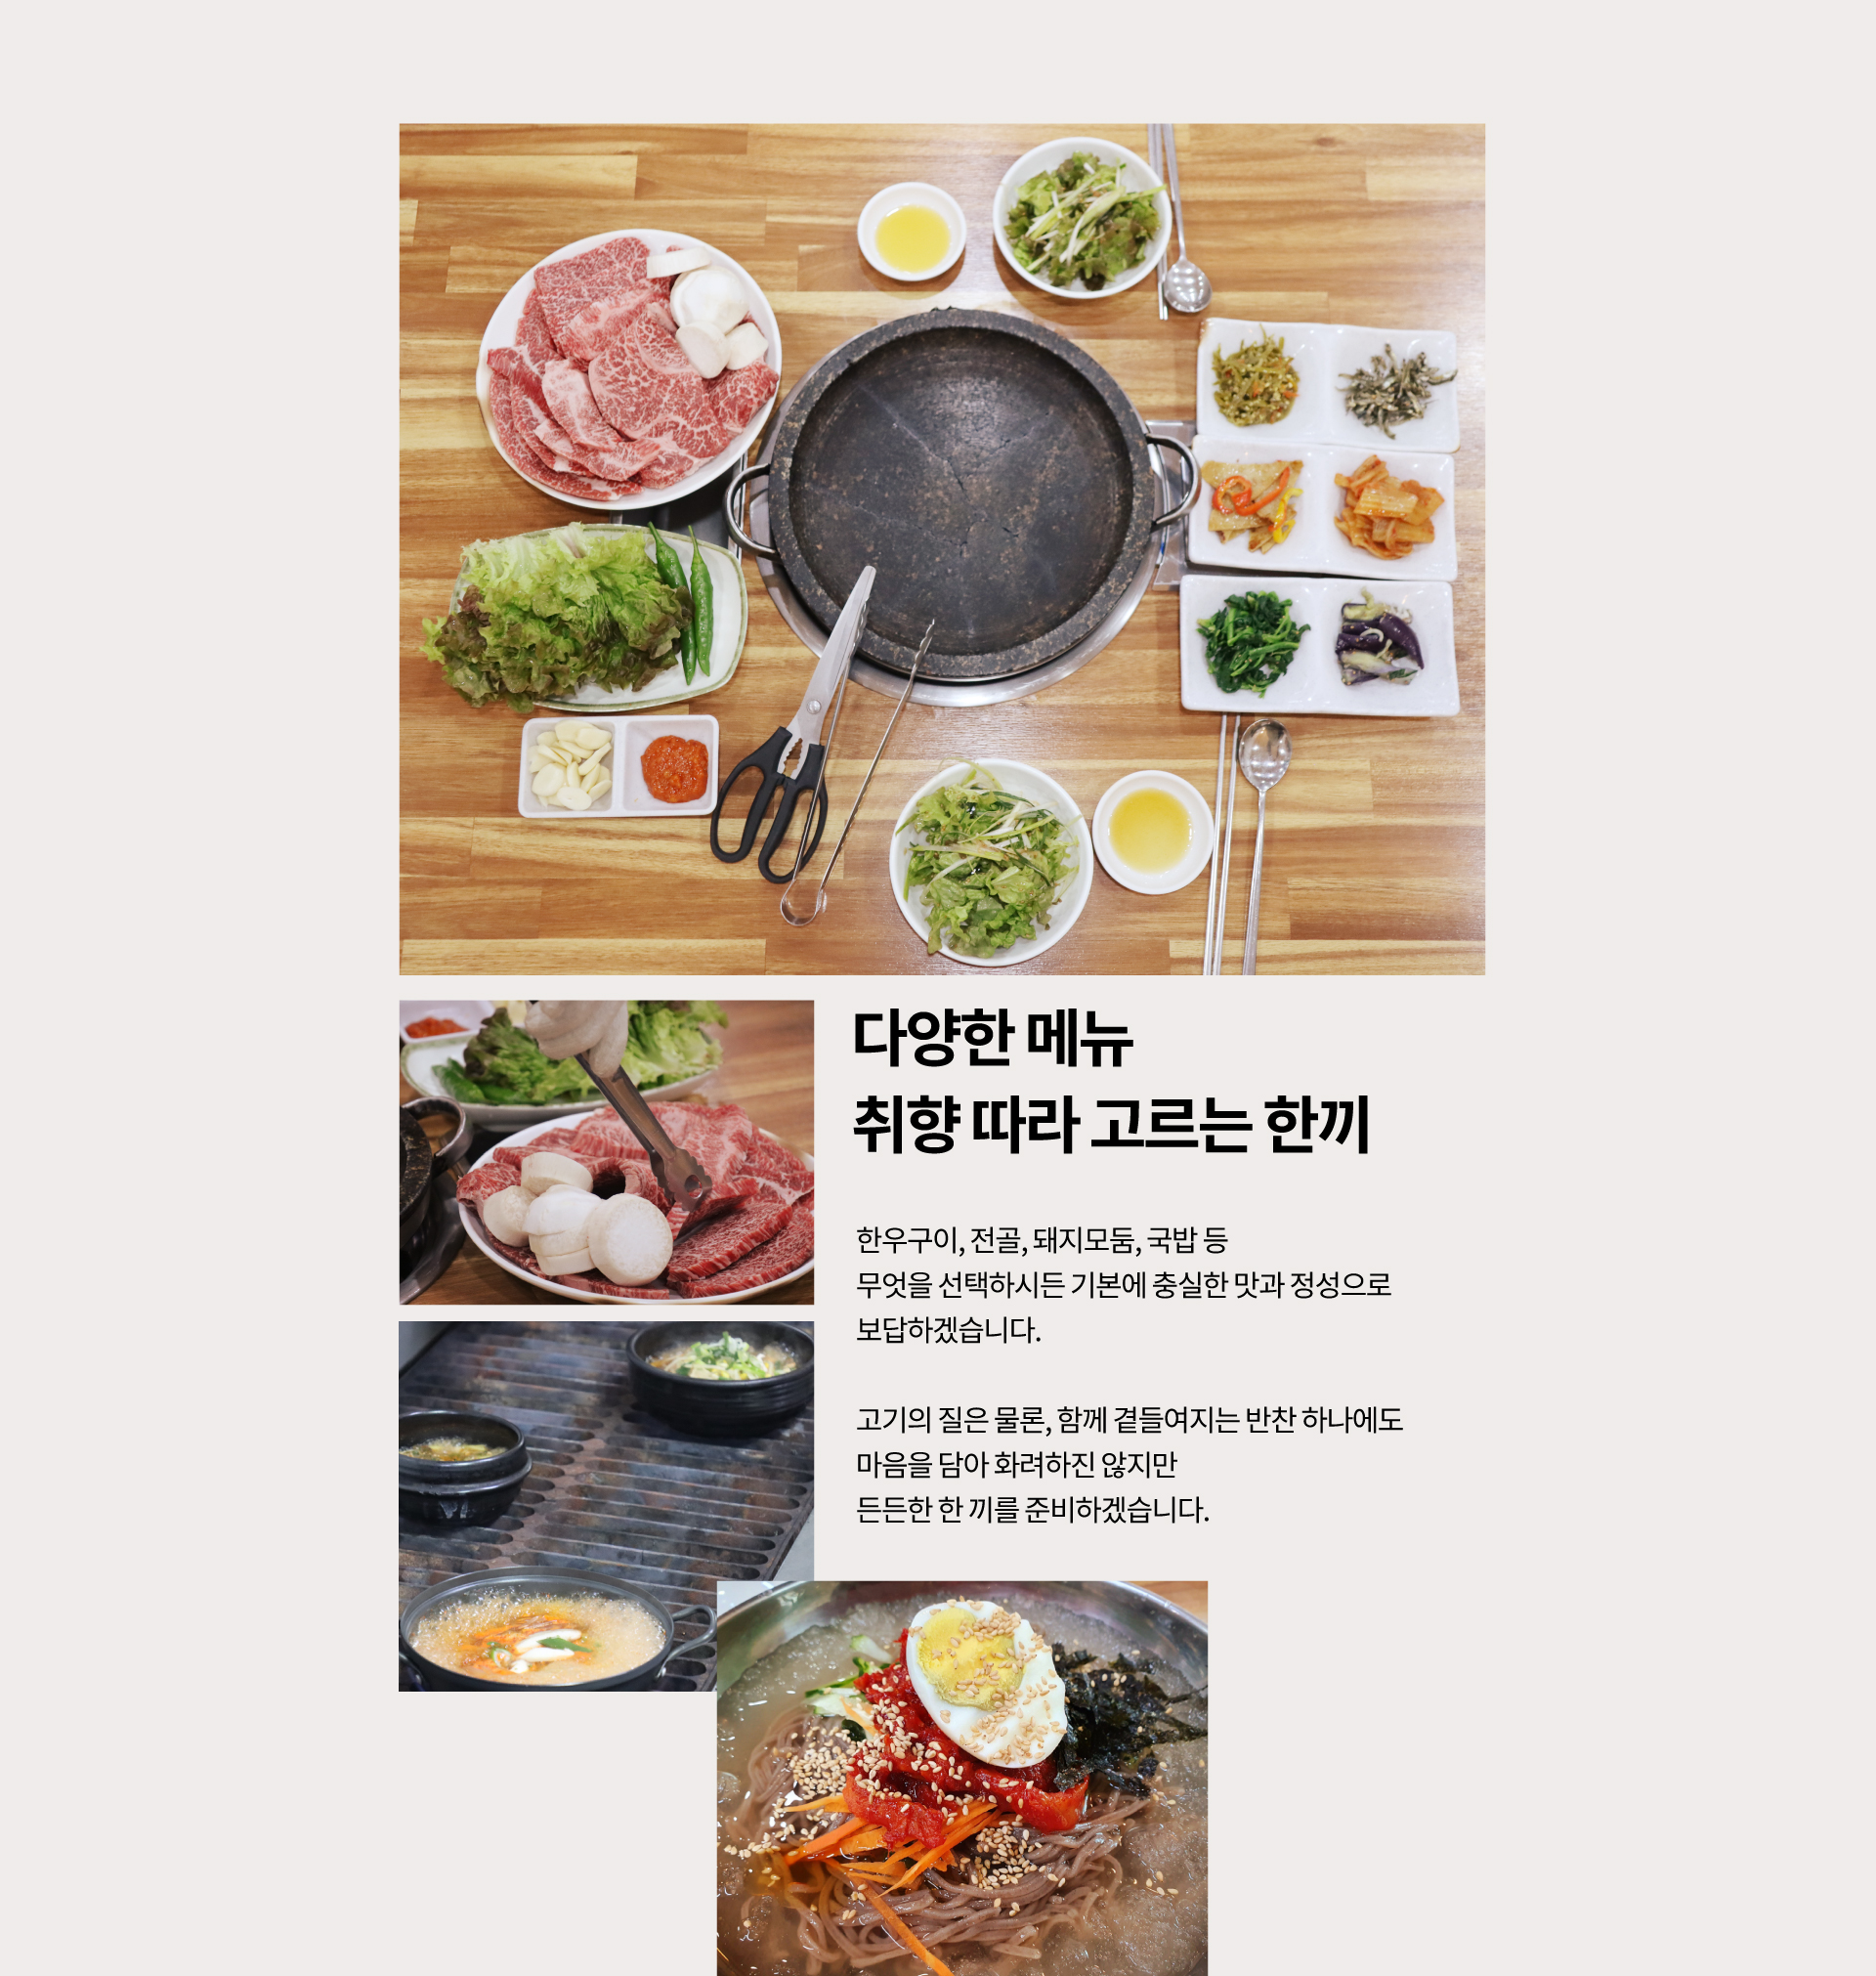 다양한 메뉴
취향 따라 고르는 한끼
한우구이, 전골, 돼지모둠, 국밥 등
무엇을 선택하시든 기본에 충실한 맛과 정성으로
보답하겠습니다.
고기의 질은 물론, 함께 곁들여지는 반찬 하나에도
마음을 담아 화려하진 않지만
든든한 한 끼를 준비하겠습니다.